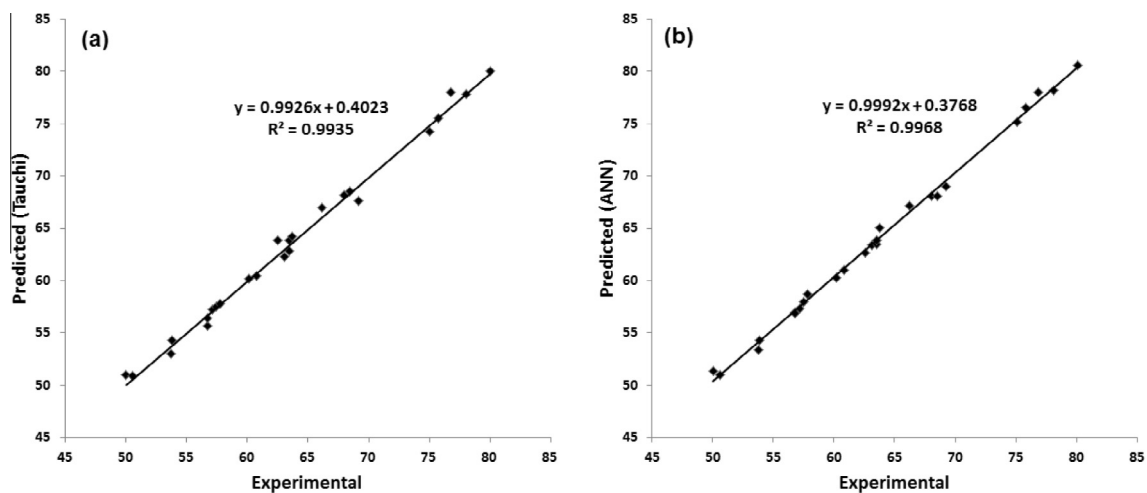 (a)
85
80
75
70
65
60
55
50
45
Predicted (Tauchi)
y = 0.9926x + 0.4023
R² = 0.9935
45 50 55 60 65 70 75 80 85
Experimental
(b)
85
80
75
70
65
60
55
50
45
Predicted (ANN)
y = 0.9992x + 0.3768
R² = 0.9968
45 50 55 60 65 70 75 80 85
Experimental